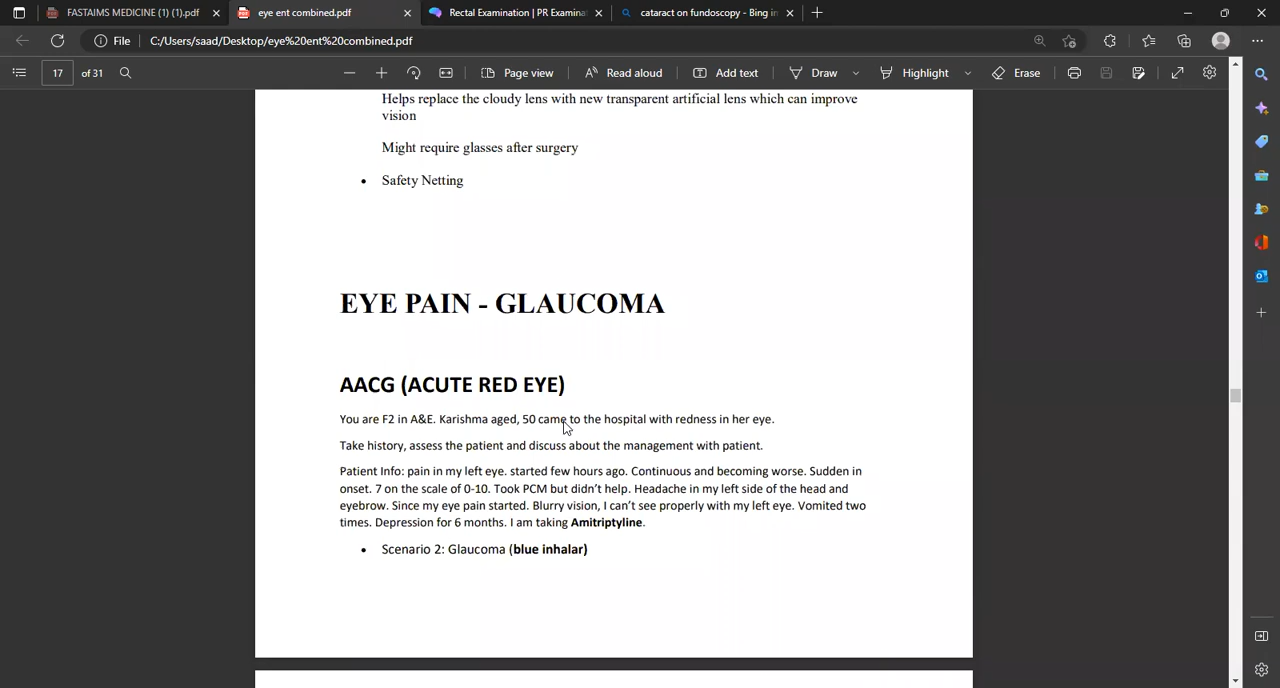 FASTAIMS MEDICINE (1) (1).pdf
eye ent combined.pdf
Rectal Examination | PR Examina
cataract on fundoscopy - Bing in
File
C:/Users/saad/Desktop/eye%20ent%20combined.pdf
17
of 31
Page view
Read aloud
Add text
Draw
Highlight
Erase
Helps replace the cloudy lens with new transparent artificial lens which can improve
vision
Might require glasses after surgery
• Safety Netting
EYE PAIN - GLAUCOMA
AACG (ACUTE RED EYE)
You are F2 in A&E. Karishma aged, 50 came to the hospital with redness in her eye.
Take history, assess the patient and discuss about the management with patient.
Patient Info: pain in my left eye. started few hours ago. Continuous and becoming worse. Sudden in
onset. 7 on the scale of 0-10. Took PCM but didn't help. Headache in my left side of the head and
eyebrow. Since my eye pain started. Blurry vision, I can't see properly with my left eye. Vomited two
times. Depression for 6 months. I am taking Amitriptyline.
• Scenario 2: Glaucoma (blue inhalar)